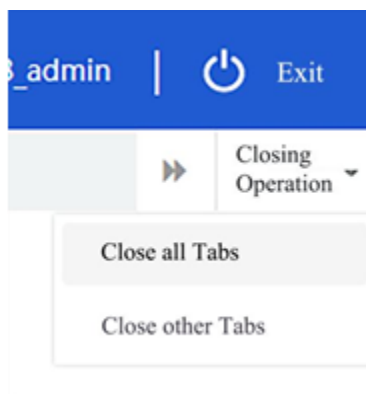 _admin | Exit
Closing
Operation
Close all Tabs
Close other Tabs